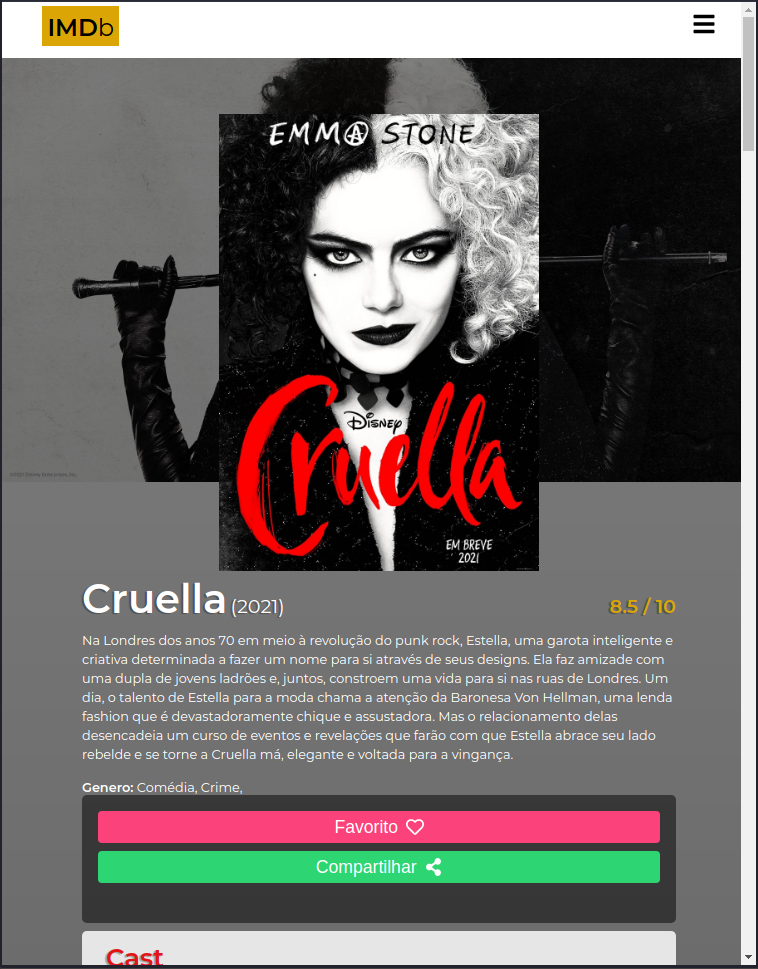 IMDb
EMMA STONE
Disney
Cruella
EM BREVE
2021
Cruella (2021)
8.5 / 10
Na Londres dos anos 70 em meio à revolução do punk rock, Estella, uma garota inteligente e
criativa determinada a fazer um nome para si através de seus designs. Ela faz amizade com
uma dupla de jovens ladrões e, juntos, constroem uma vida para si nas ruas de Londres. Um
dia, o talento de Estella para a moda chama a atenção da Baronesa Von Hellman, uma lenda
fashion que é devastadoramente chique e assustadora. Mas o relacionamento delas
desencadeia um curso de eventos e revelações que farão com que Estella abrace seu lado
rebelde e se torne a Cruella má, elegante e voltada para a vingança.
Genero: Comédia, Crime,
Favorito
Compartilhar
Cast